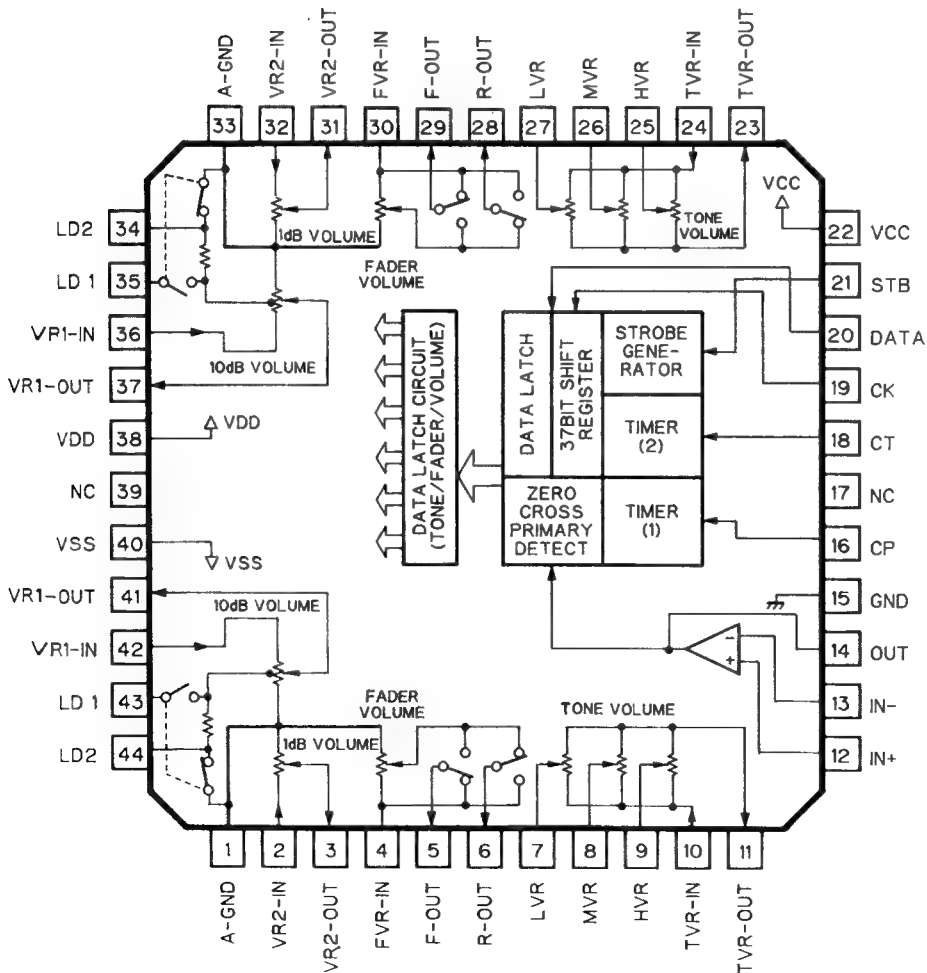 A-GND
VR2-IN
VR2-OUT
FVR-IN
F-OUT
R-OUT
LVR
MVR
HVR
TVR-IN
TVR-OUT
33
32
31
30
29
28
27
26
25
24
23
LD2
34
LD 1
35
VR1-IN
36
VR1-OUT
37
VDD
38
NC
39
VSS
40
VR1-OUT
41
VR1-IN
42
LD 1
43
LD2
44
1dB VOLUME
10dB VOLUME
FADER
VOLUME
TONE
VOLUME
VCC
VDD
VSS
DATA LATCH CIRCUIT
(TONE/FADER/VOLUME)
DATA LATCH
37BIT SHIFT
REGISTER
STROBE
GENE-
RATOR
TIMER
(2)
ZERO
CROSS
PRIMARY
DETECT
TIMER
(1)
22
VCC
21
STB
20
DATA
19
CK
18
CT
17
NC
16
CP
15
GND
14
OUT
13
IN-
12
IN+
-
+
10dB VOLUME
1dB VOLUME
FADER
VOLUME
TONE VOLUME
1
2
3
4
5
6
7
8
9
10
11
A-GND
VR2-IN
VR2-OUT
FVR-IN
F-OUT
R-OUT
LVR
MVR
HVR
TVR-IN
TVR-OUT